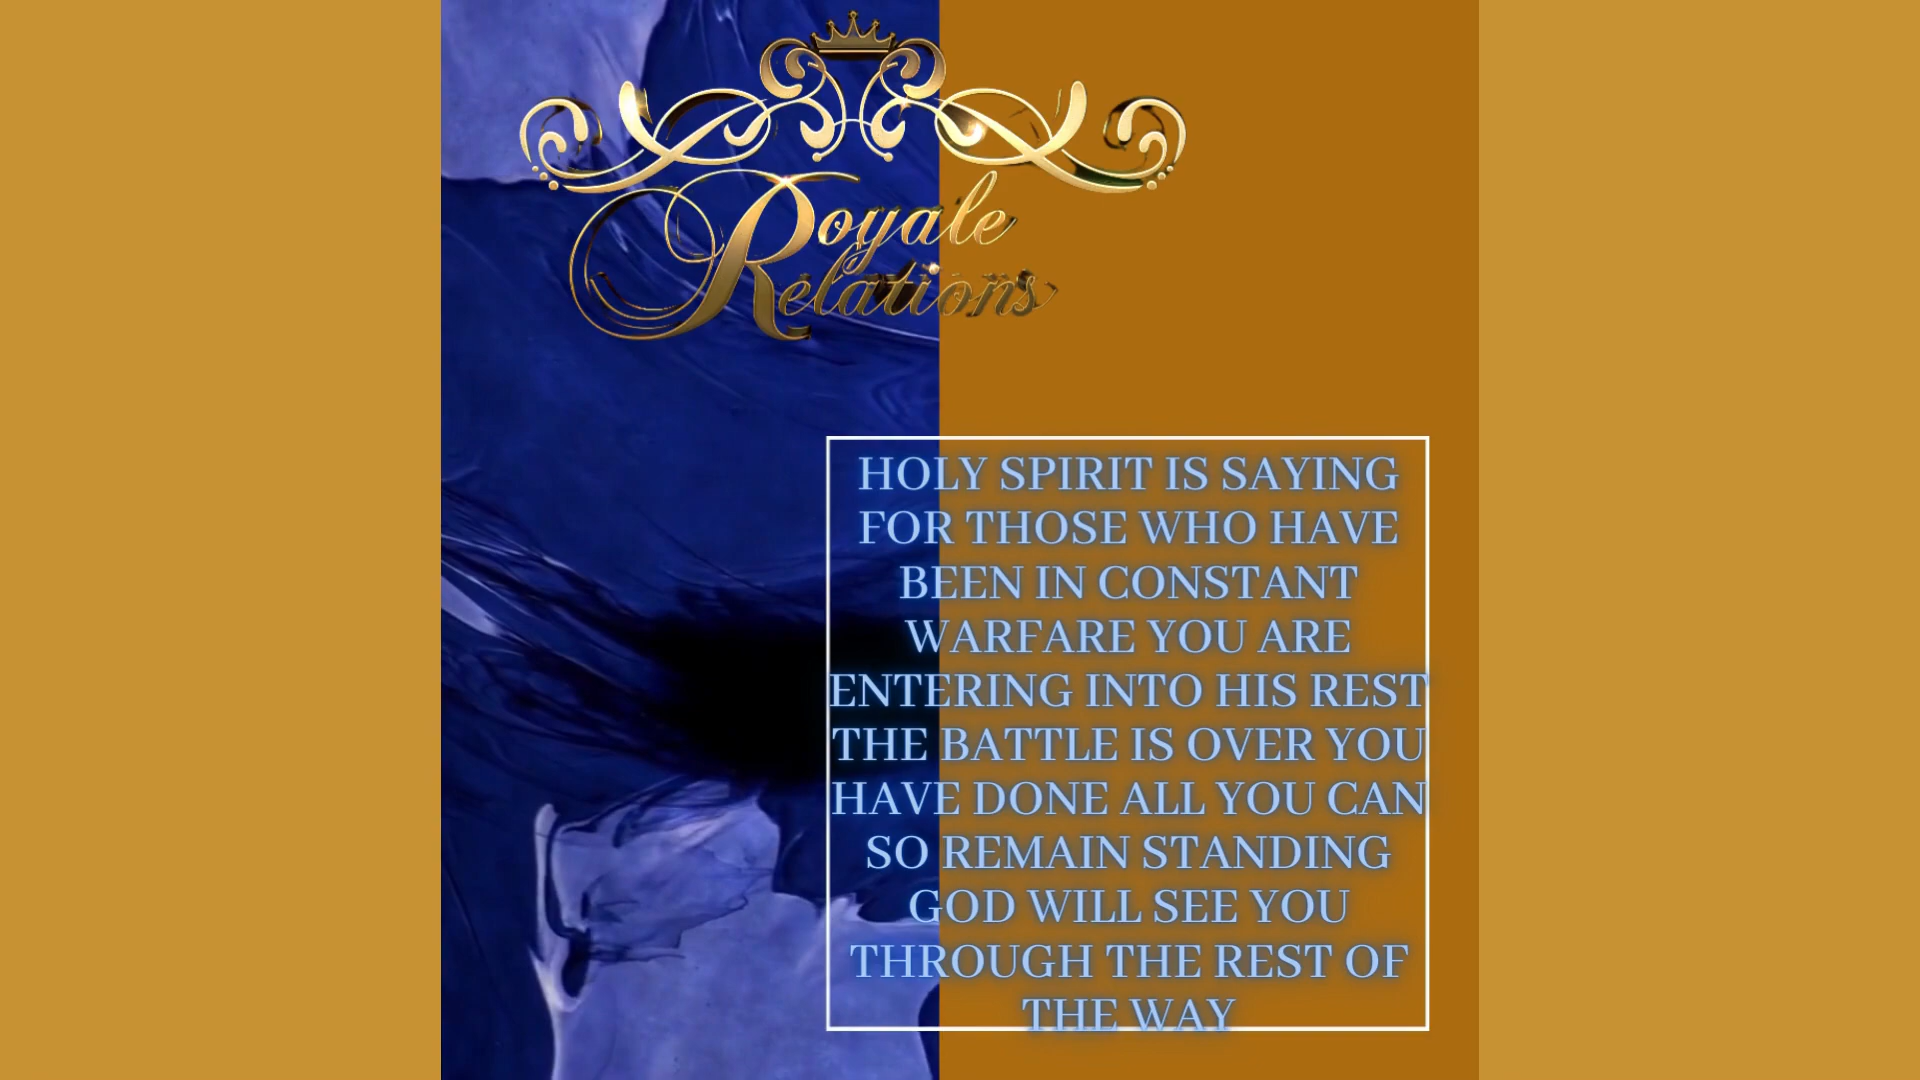 Royale
Relations
HOLY SPIRIT IS SAYING
FOR THOSE WHO HAVE
BEEN IN CONSTANT
WARFARE YOU ARE
ENTERING INTO HIS REST
THE BATTLE IS OVER YOU
HAVE DONE ALL YOU CAN
SO REMAIN STANDING
GOD WILL SEE YOU
THROUGH THE REST OF
THE WAY